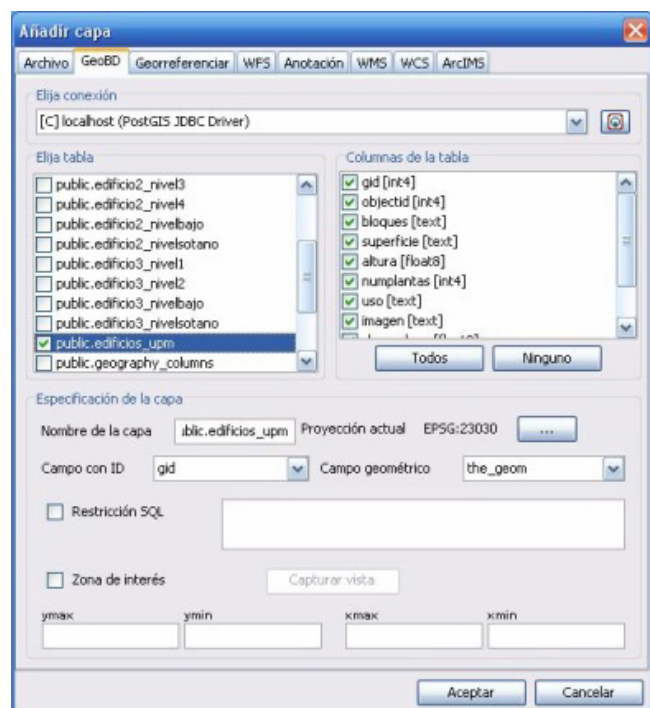 Añadir capa
Archivo GeoBD Georreferenciar WFS Anotación WMS WCS ArcIMS
Elija conexión
[C] localhost (PostGIS JDBC Driver)
Elija tabla
public.edificio2_nivel3
public.edificio2_nivel4
public.edificio2_nivelbajo
public.edificio2_nivelsotano
public.edificio3_nivel1
public.edificio3_nivel2
public.edificio3_nivelbajo
public.edificio3_nivelsotano
public.edificios_upm
public.geography_columns
Columnas de la tabla
gid [int4]
objectid [int4]
bloques [text]
superficie [text]
altura [float8]
numplantas [int4]
uso [text]
imagen [text]
Todos Ninguno
Especificación de la capa
Nombre de la capa ıblic.edificios_upm Proyección actual EPSG:23030 ...
Campo con ID gid Campo geométrico the_geom
Restricción SQL
Zona de interés Capturar vista
ymax ymin xmax xmin
Aceptar Cancelar